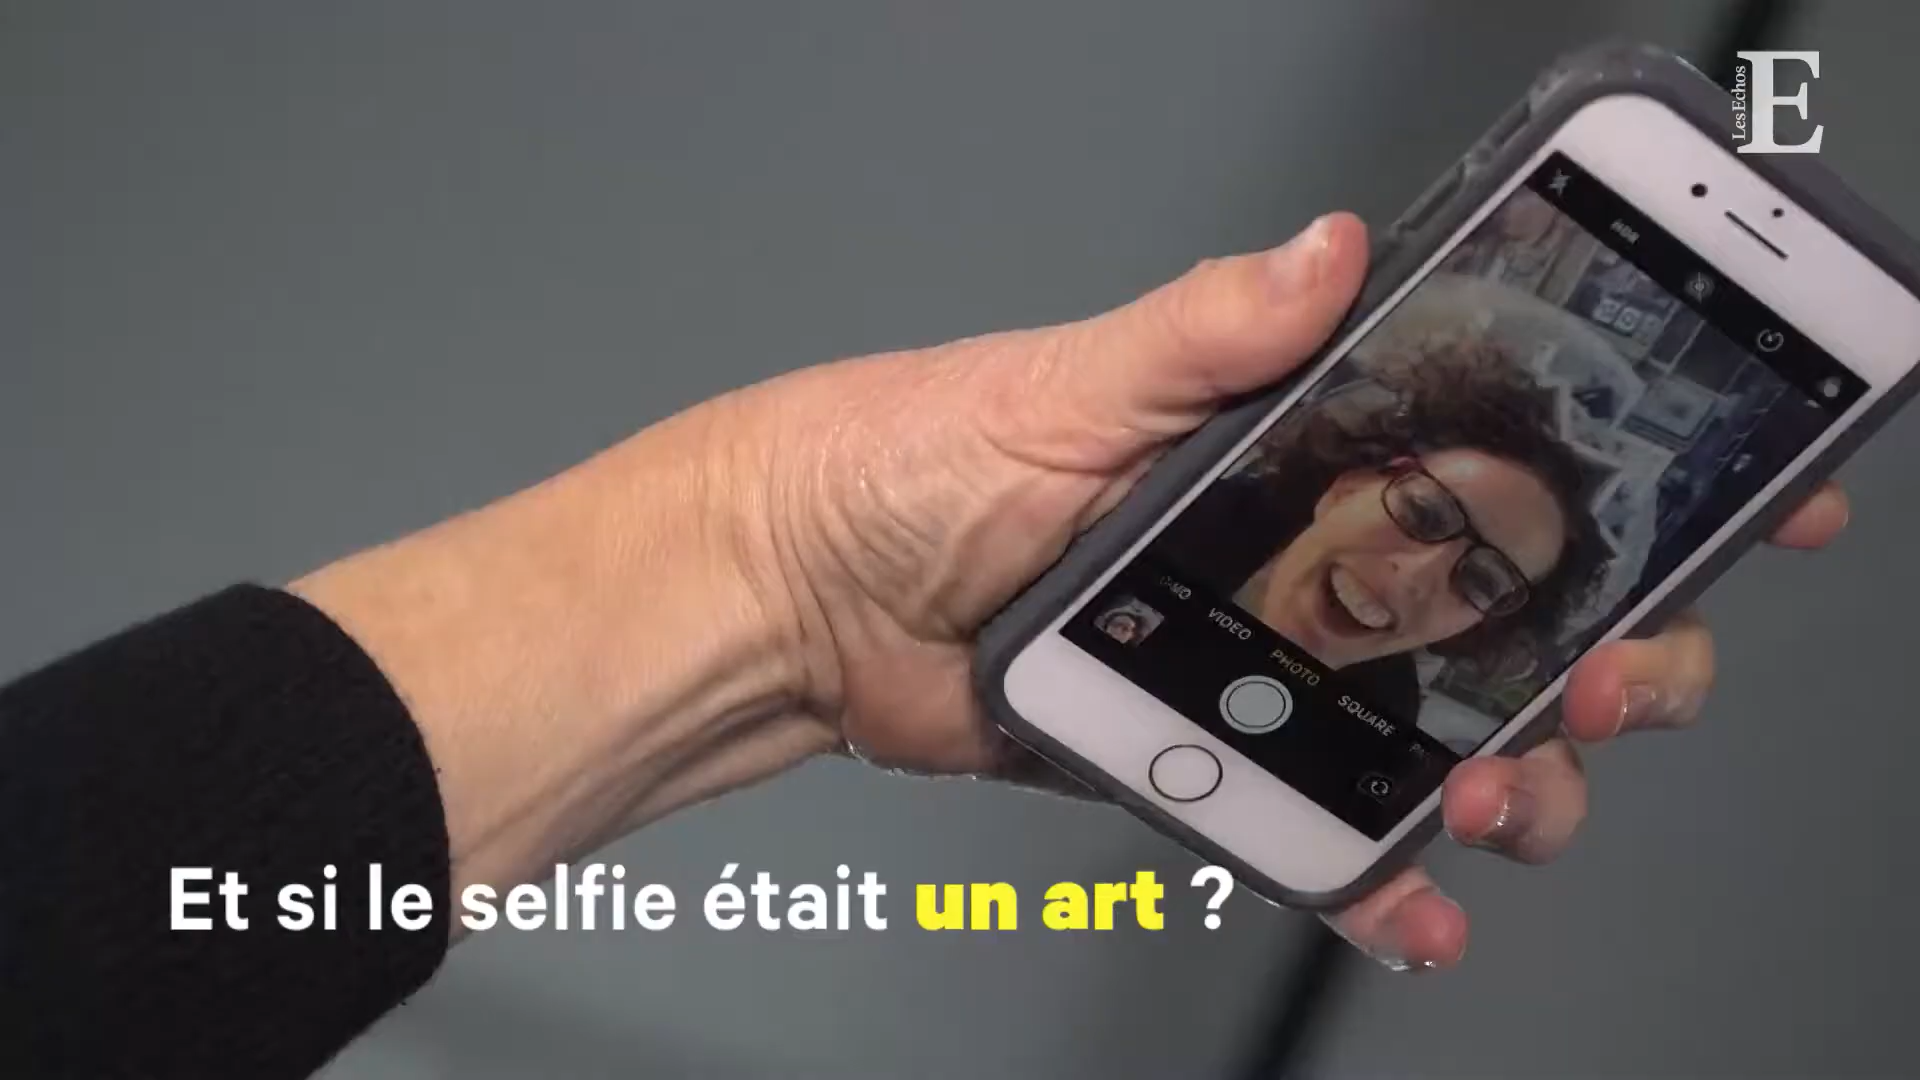 Les Echos
E
HDR
VIDEO
PHOTO
SQUARE
Et si le selfie était un art ?